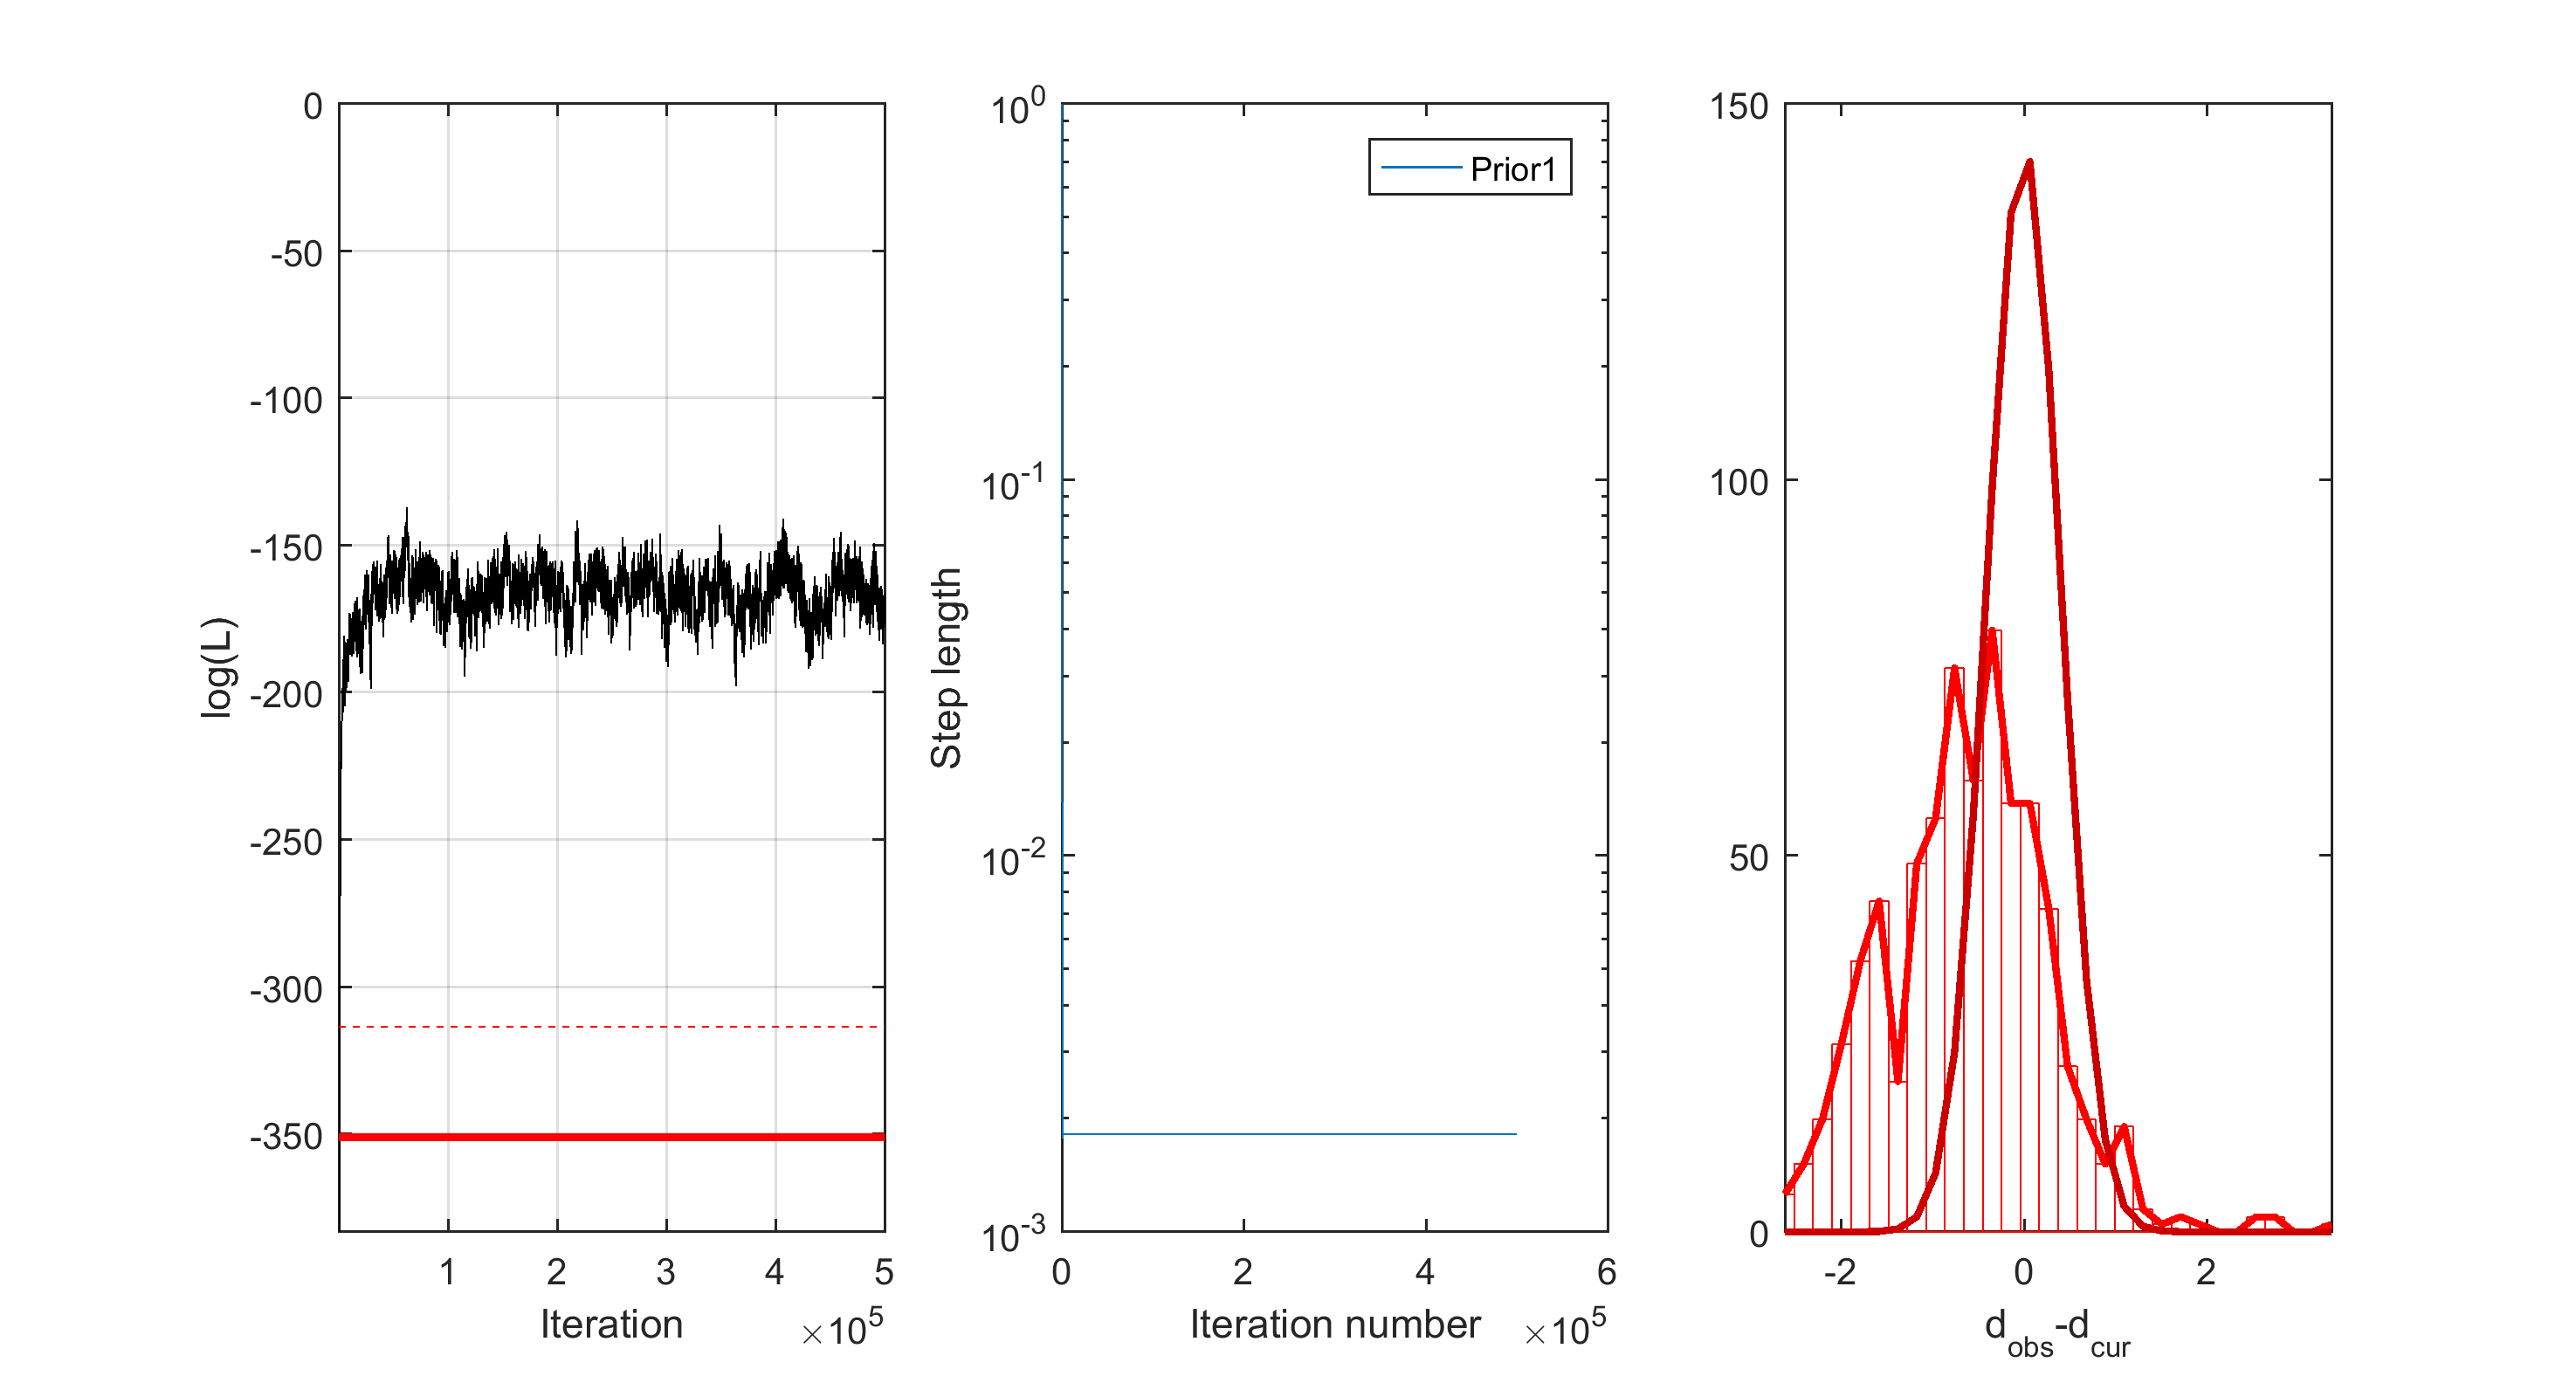 0
-50
-100
-150
-200
-250
-300
-350
log(L)
1 2 3 4 5
Iteration ×10^5
10^0
10^-1
10^-2
10^-3
Step length
Prior1
0 2 4 6
Iteration number ×10^5
150
100
50
0
-2 0 2
d_obs-d_cur